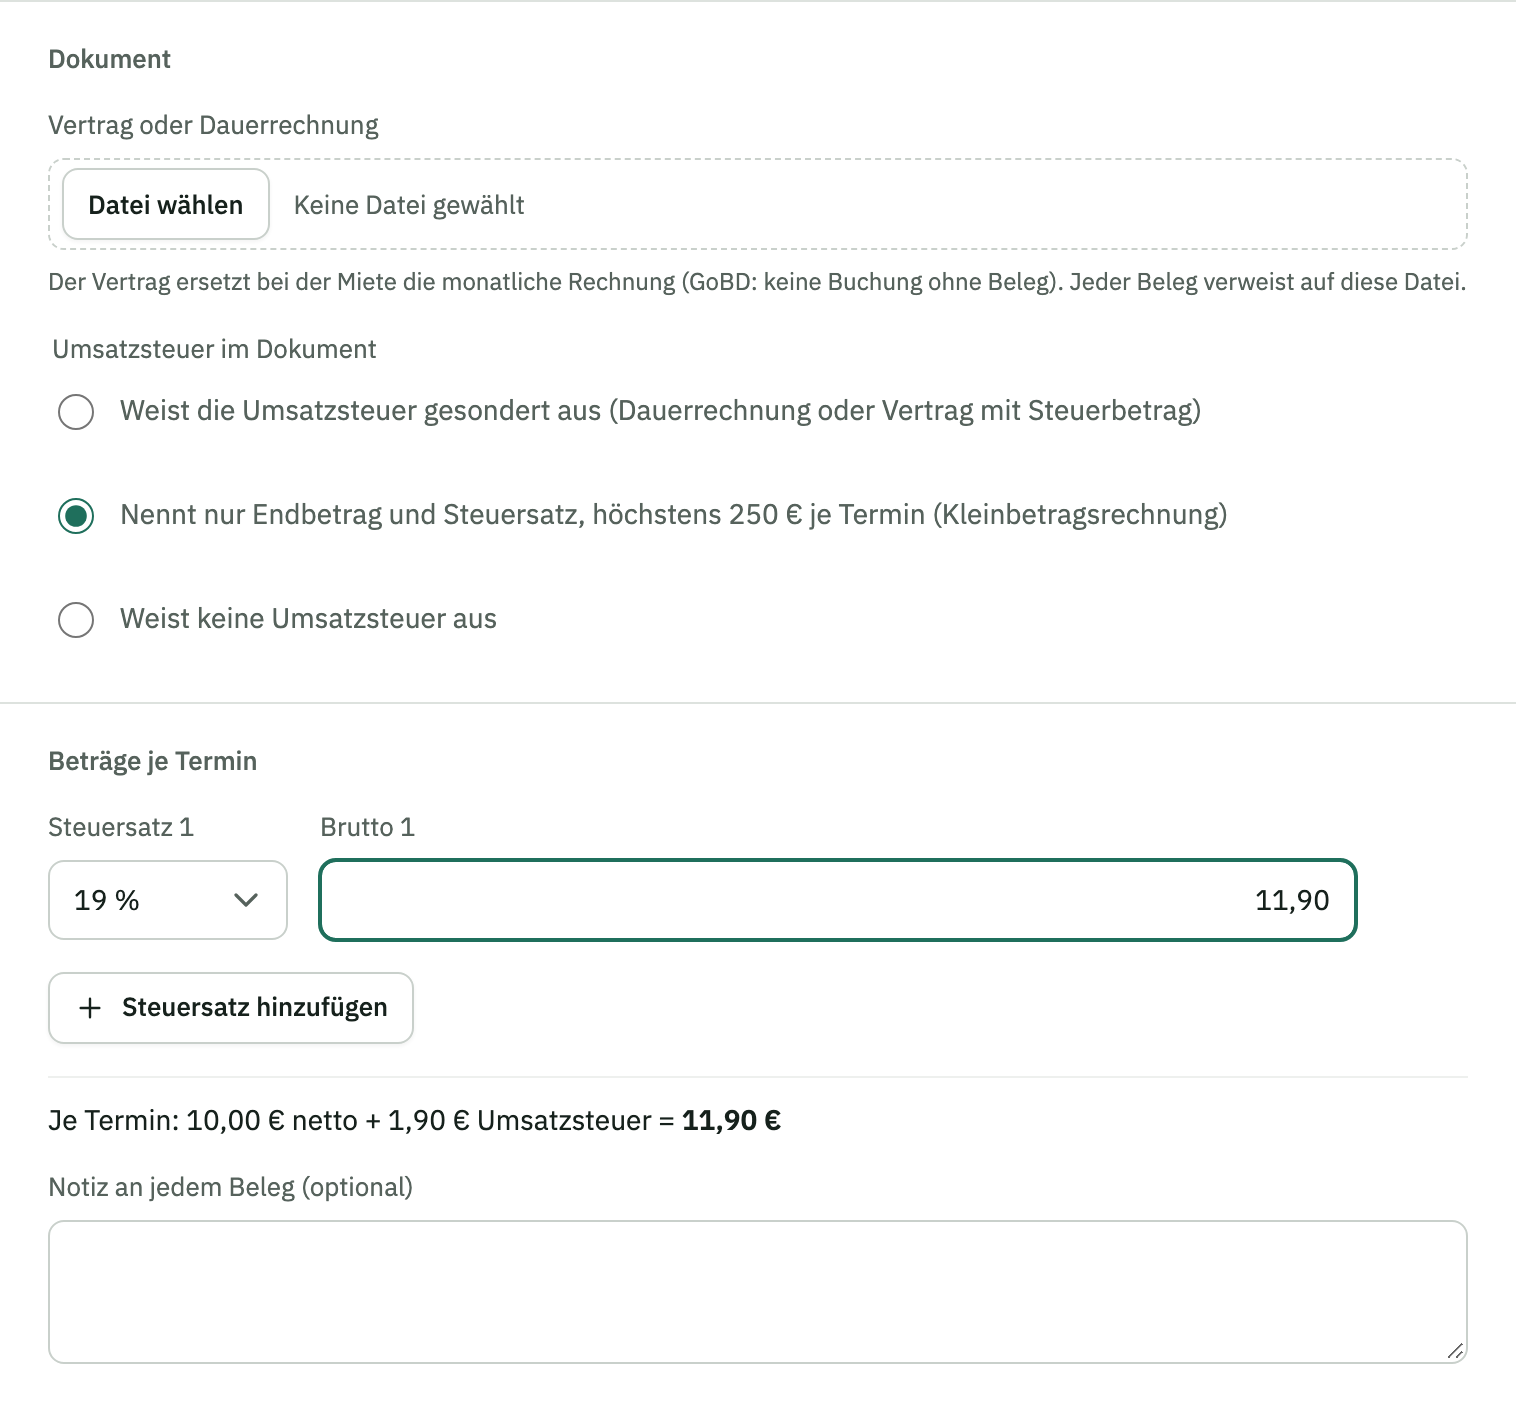 Dokument
Vertrag oder Dauerrechnung
Datei wählen Keine Datei gewählt
Der Vertrag ersetzt bei der Miete die monatliche Rechnung (GoBD: keine Buchung ohne Beleg). Jeder Beleg verweist auf diese Datei.
Umsatzsteuer im Dokument
Weist die Umsatzsteuer gesondert aus (Dauerrechnung oder Vertrag mit Steuerbetrag)
Nennt nur Endbetrag und Steuersatz, höchstens 250 € je Termin (Kleinbetragsrechnung)
Weist keine Umsatzsteuer aus
Beträge je Termin
Steuersatz 1 Brutto 1
19 % 11,90
+ Steuersatz hinzufügen
Je Termin: 10,00 € netto + 1,90 € Umsatzsteuer = 11,90 €
Notiz an jedem Beleg (optional)